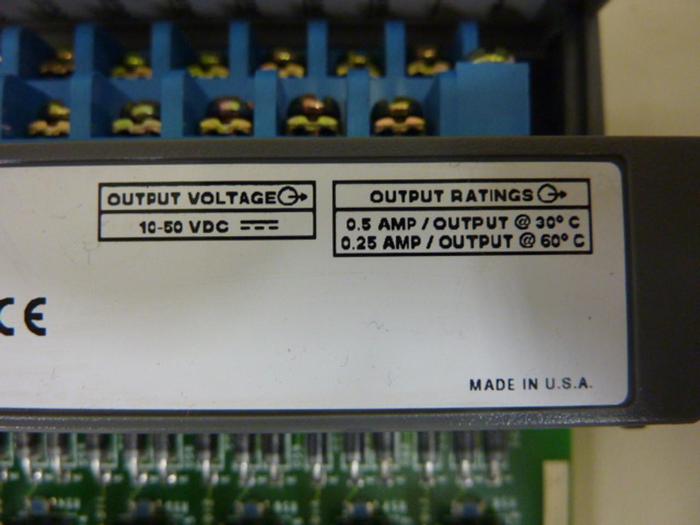 OUTPUT VOLTAGE
10-50 VDC
OUTPUT RATINGS
0.5 AMP / OUTPUT @ 30° C
0.25 AMP / OUTPUT @ 60° C
CE
MADE IN U.S.A.